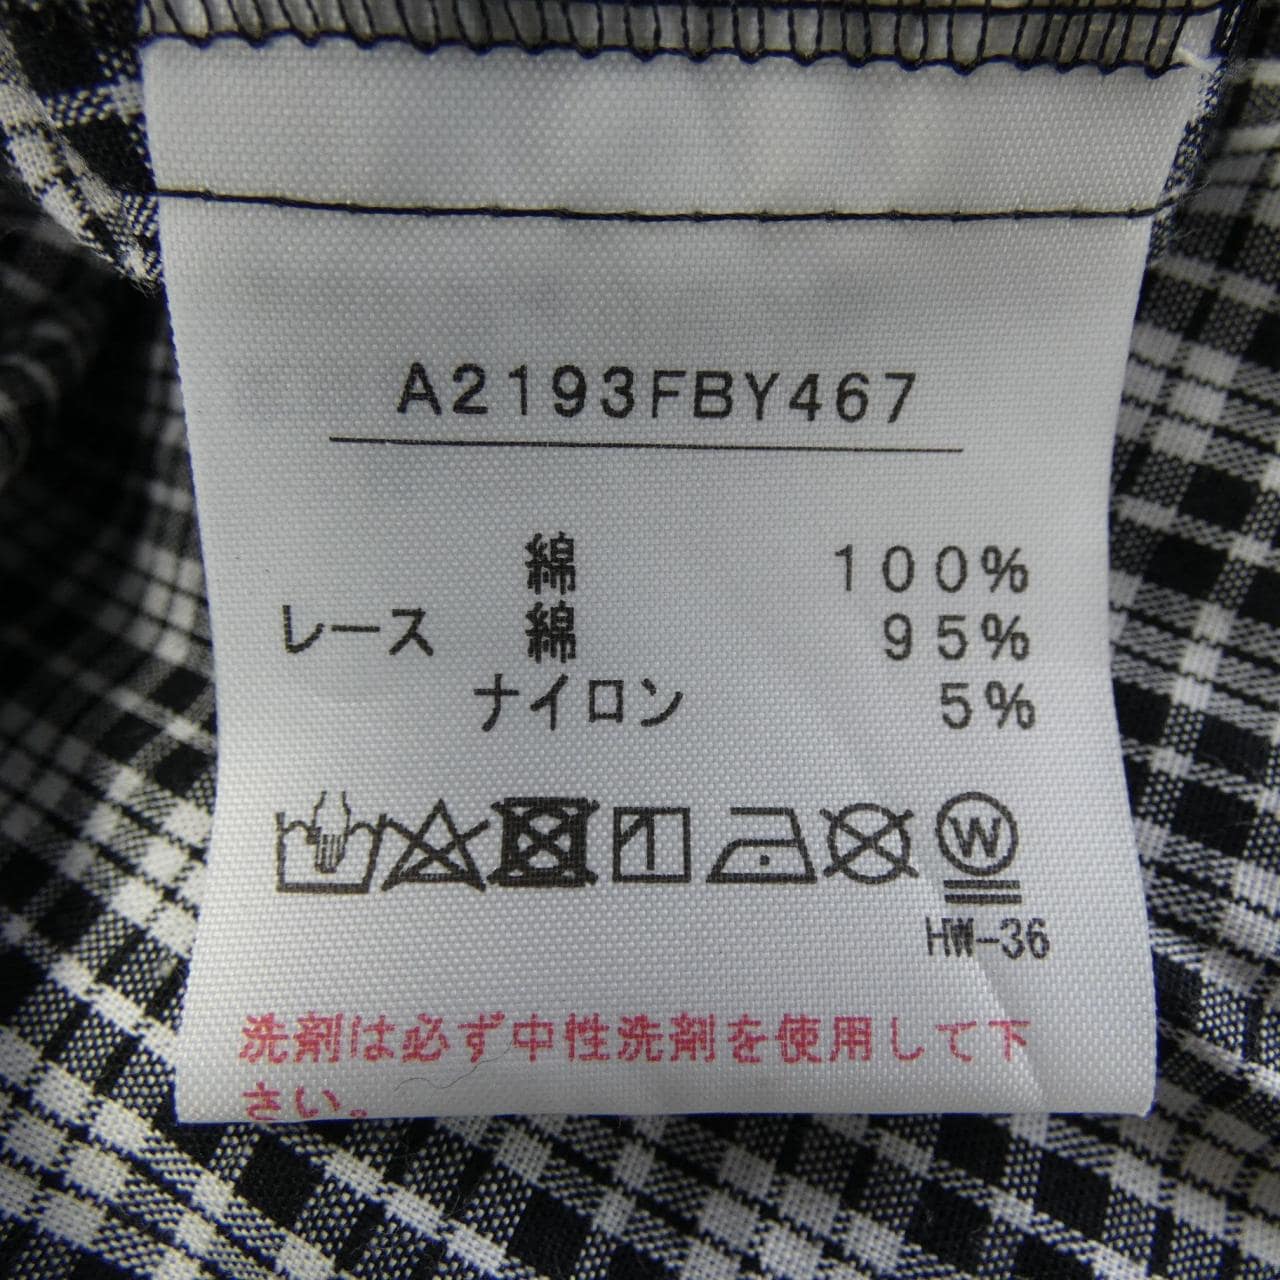 A2193FBY467
綿 100%
レース 綿 95%
ナイロン 5%
W
HW-36
洗剤は必ず中性洗剤を使用して下
さい。